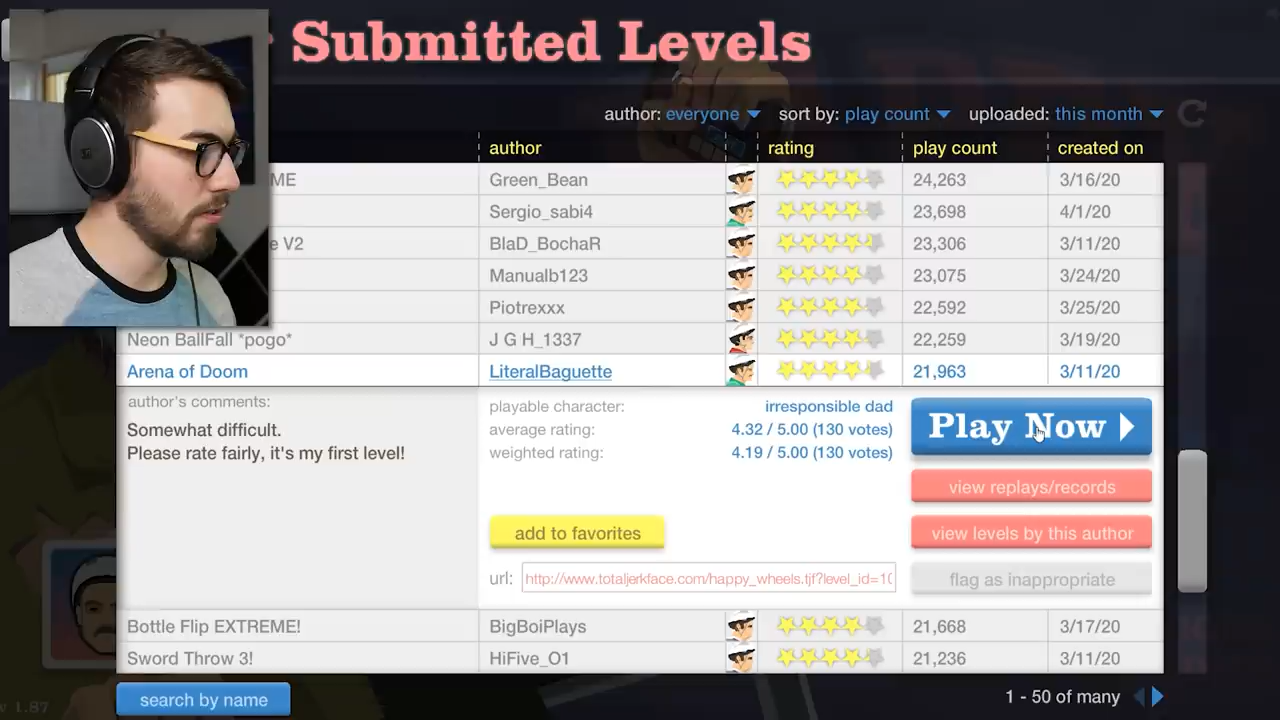 Submitted Levels
author: everyone sort by: play count uploaded: this month
author rating play count created on
ME Green_Bean 24,263 3/16/20
Sergio_sabi4 23,698 4/1/20
e V2 BlaD_BochaR 23,306 3/11/20
Manualb123 23,075 3/24/20
Piotrexxx 22,592 3/25/20
Neon BallFall *pogo* J G H_1337 22,259 3/19/20
Arena of Doom LiteralBaguette 21,963 3/11/20
author's comments:
Somewhat difficult.
Please rate fairly, it's my first level!
playable character: irresponsible dad
average rating: 4.32 / 5.00 (130 votes)
weighted rating: 4.19 / 5.00 (130 votes)
add to favorites
url: http://www.totaljerkface.com/happy_wheels.tjf?level_id=10
Play Now
view replays/records
view levels by this author
flag as inappropriate
Bottle Flip EXTREME! BigBoiPlays 21,668 3/17/20
Sword Throw 3! HiFive_O1 21,236 3/11/20
search by name 1 - 50 of many
v 1.87